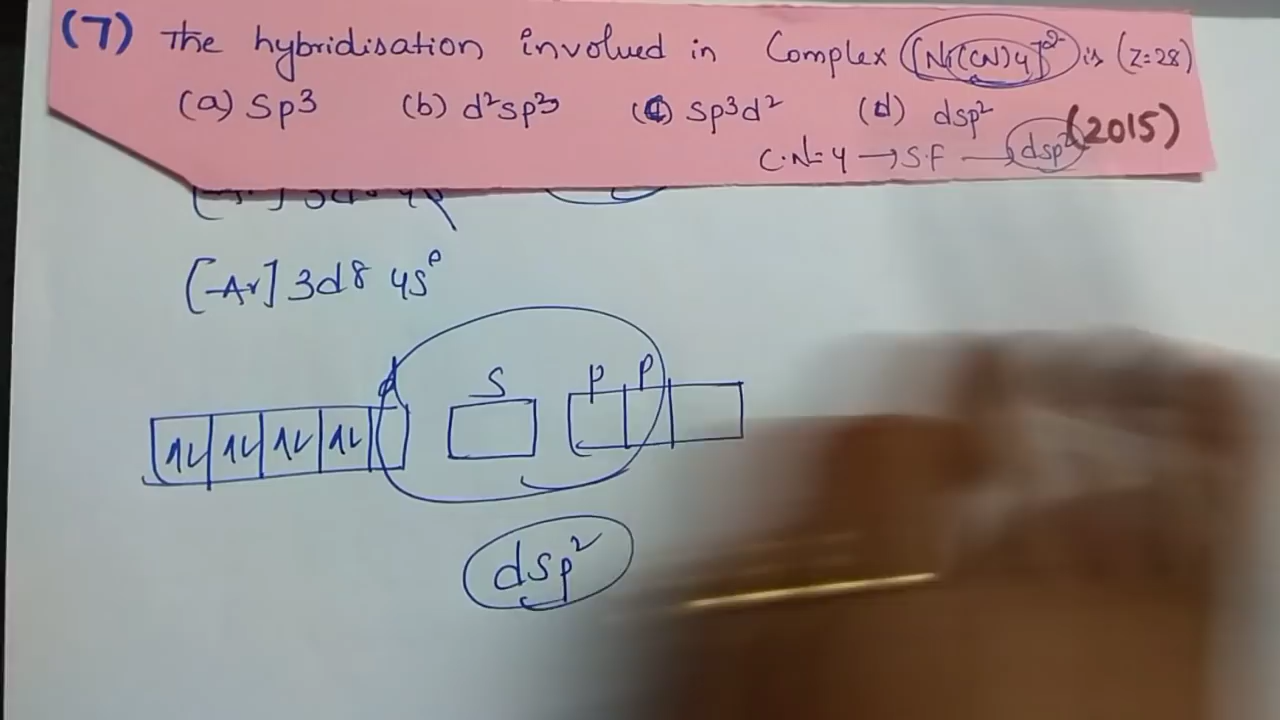 (7) The hybridisation involved in Complex [Ni(CN)4]-2 is (Z=28)
(a) Sp3 (b) d²sp3 (c) Sp3d² (d) dsp²
(2015)
C.N=4 → S.F → dsp²
[Ar] 3d8 4s⁰
d S P P
1L 1L 1L 1L
dsp²